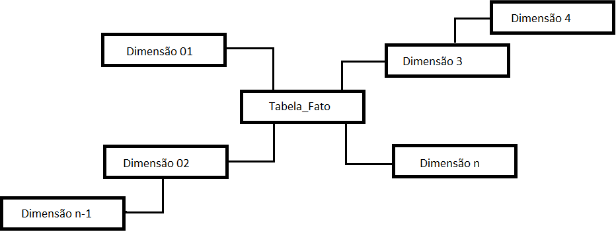 Dimensão 4
Dimensão 01
Dimensão 3
Tabela_Fato
Dimensão 02
Dimensão n
Dimensão n-1